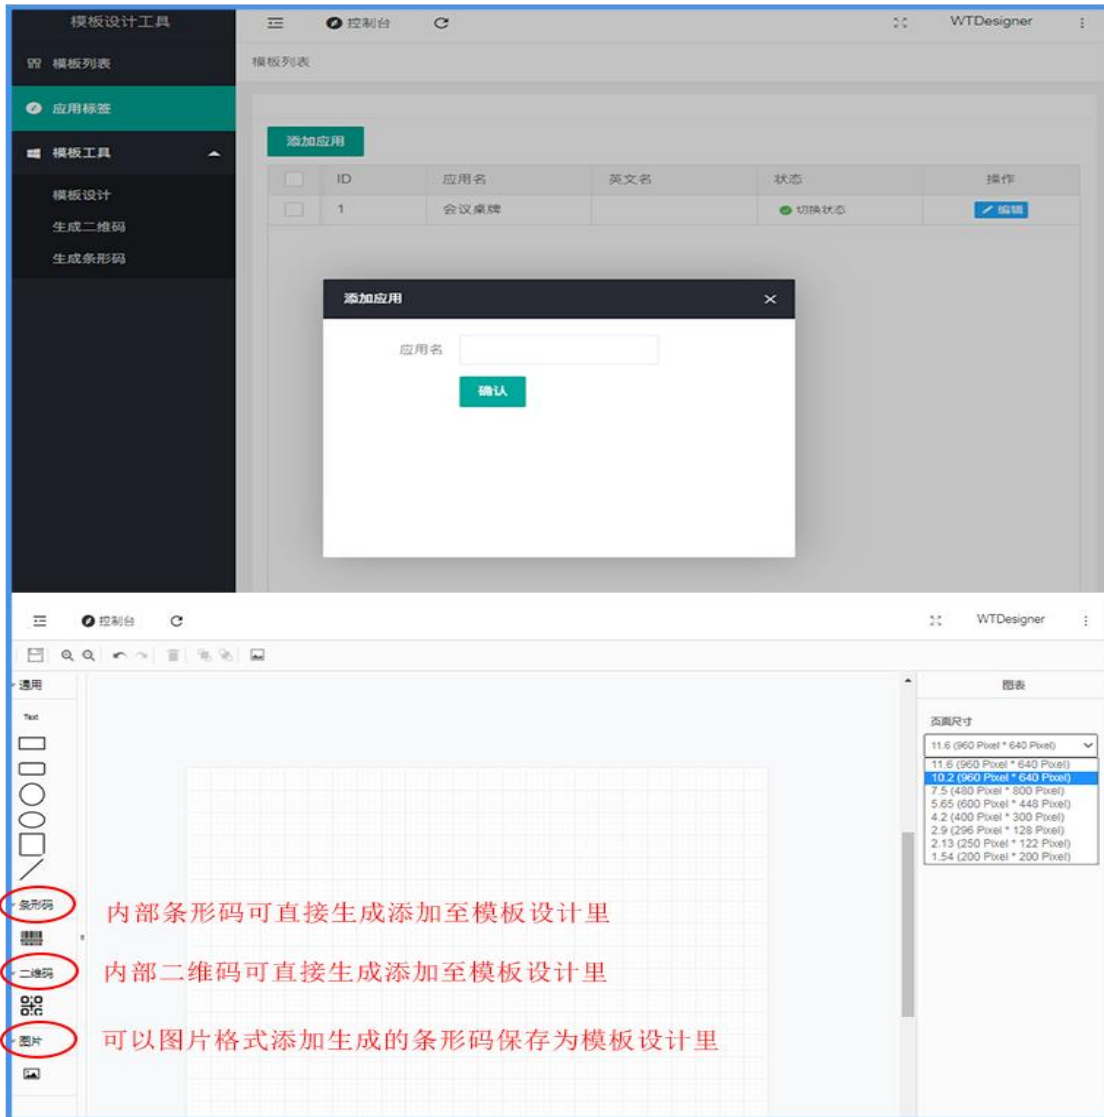 模板设计工具
控制台
WTDesigner
模板列表
模板列表
应用标签
添加应用
模板工具
ID 应用名 英文名 状态 操作
模板设计
1 会议桌牌 切换状态 编辑
生成二维码
生成条形码
添加应用
应用名
确认
控制台
WTDesigner
通用
图表
Text
页面尺寸
11.6 (960 Pixel * 640 Pixel)
11.6 (960 Pixel * 640 Pixel)
10.2 (960 Pixel * 640 Pixel)
7.5 (480 Pixel * 800 Pixel)
5.65 (600 Pixel * 448 Pixel)
4.2 (400 Pixel * 300 Pixel)
2.9 (296 Pixel * 128 Pixel)
2.13 (250 Pixel * 122 Pixel)
1.54 (200 Pixel * 200 Pixel)
条形码
内部条形码可直接生成添加至模板设计里
二维码
内部二维码可直接生成添加至模板设计里
图片
可以图片格式添加生成的条形码保存为模板设计里